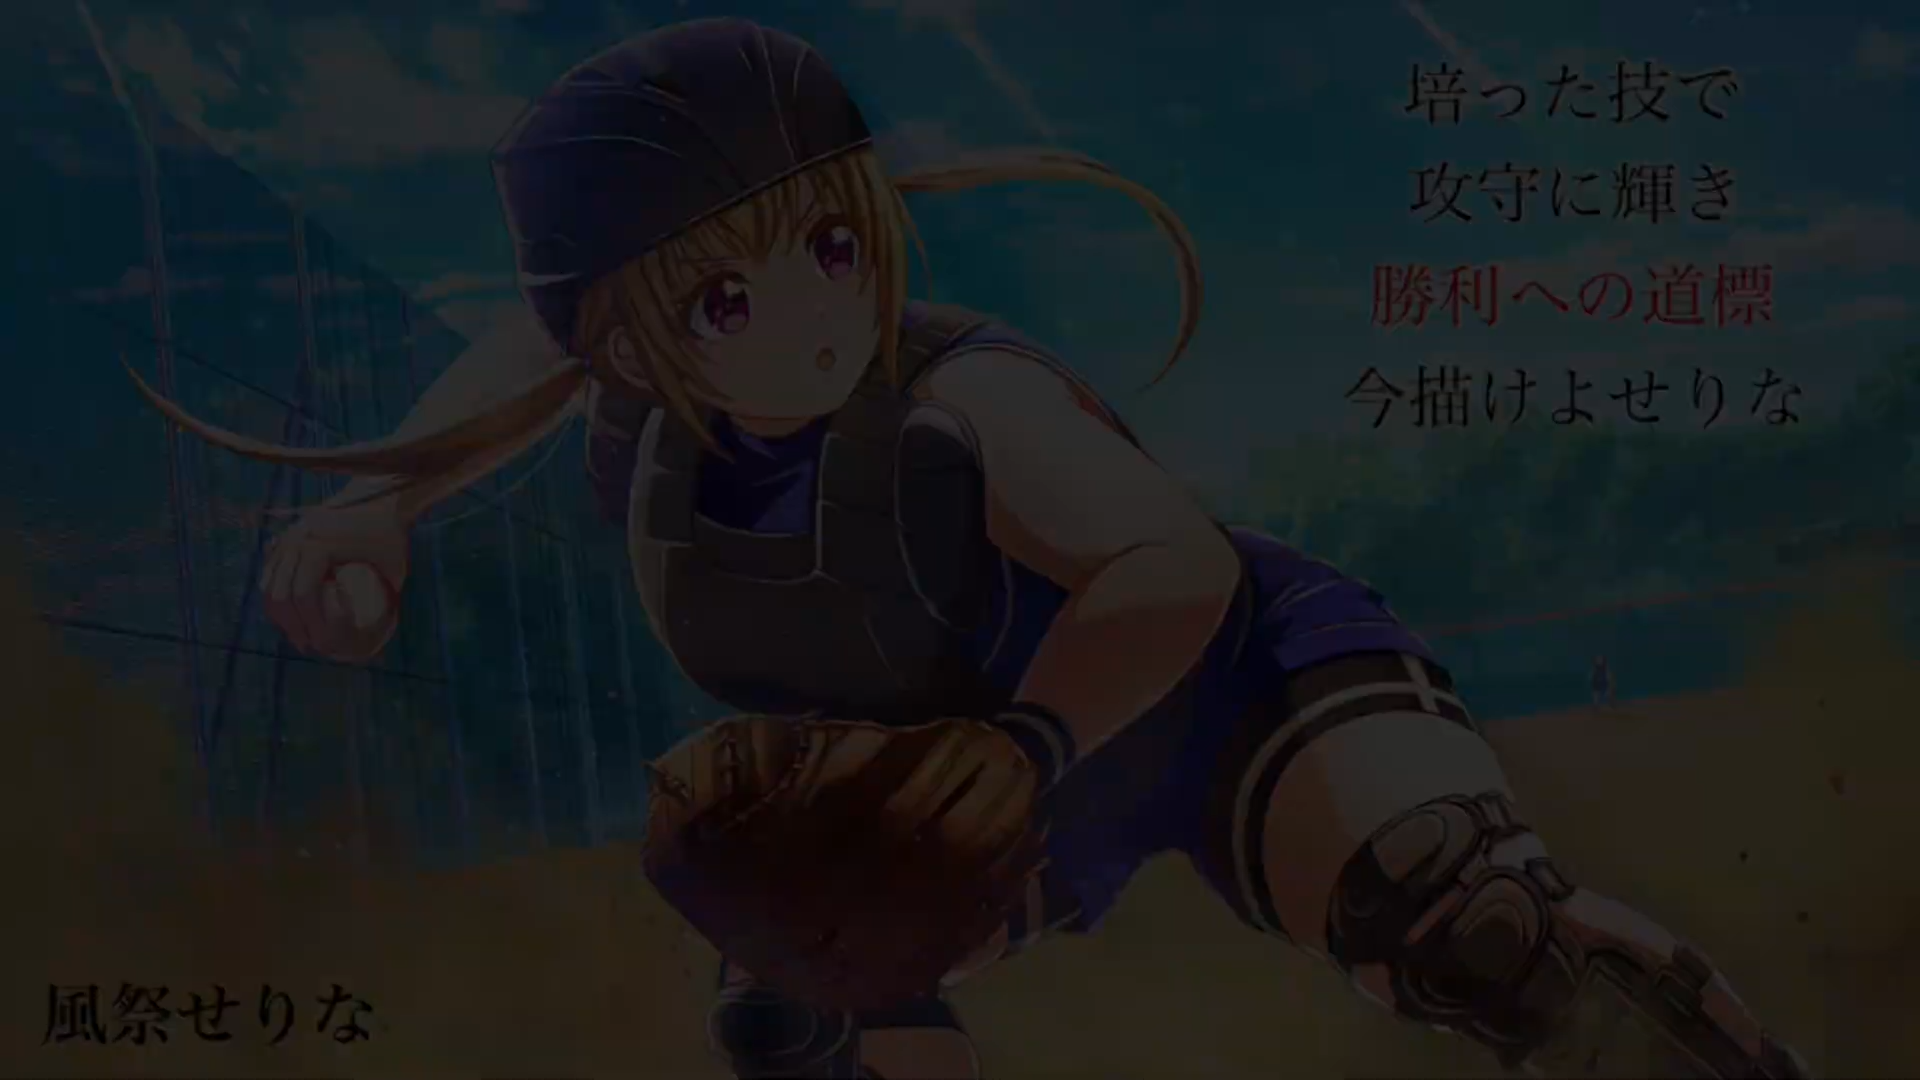 培った技で
攻守に輝き
勝利への道標
今描けよせりな
風祭せりな